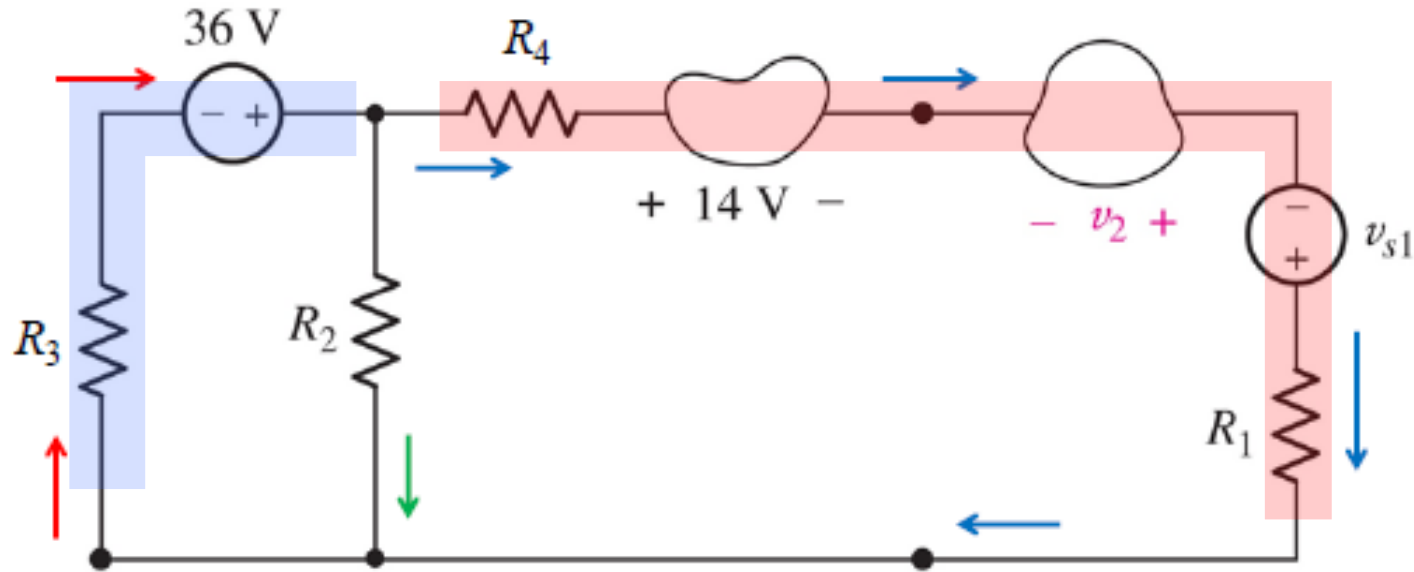 36 V
R4
− +
+ 14 V −
− v2 +
−
+
vs1
R3
R2
R1